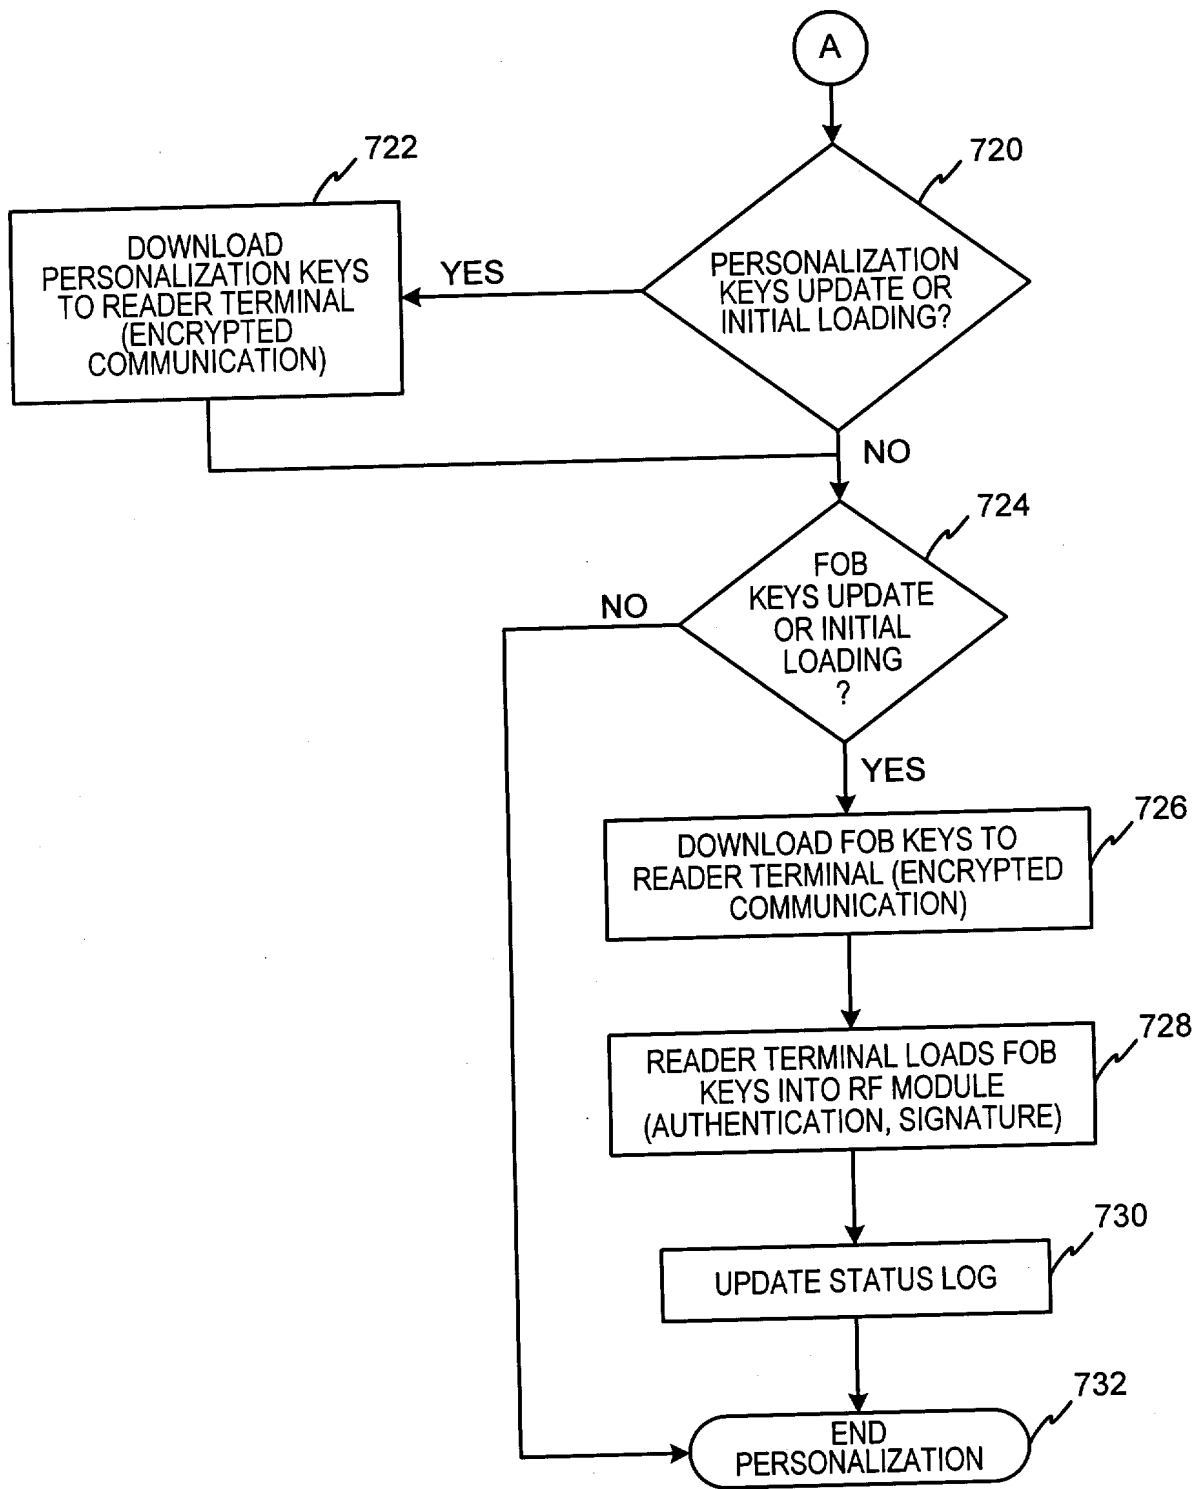 A
720
PERSONALIZATION
KEYS UPDATE OR
INITIAL LOADING?
YES
722
DOWNLOAD
PERSONALIZATION KEYS
TO READER TERMINAL
(ENCRYPTED
COMMUNICATION)
NO
724
FOB
KEYS UPDATE
OR INITIAL
LOADING
?
NO
YES
726
DOWNLOAD FOB KEYS TO
READER TERMINAL (ENCRYPTED
COMMUNICATION)
728
READER TERMINAL LOADS FOB
KEYS INTO RF MODULE
(AUTHENTICATION, SIGNATURE)
730
UPDATE STATUS LOG
732
END
PERSONALIZATION